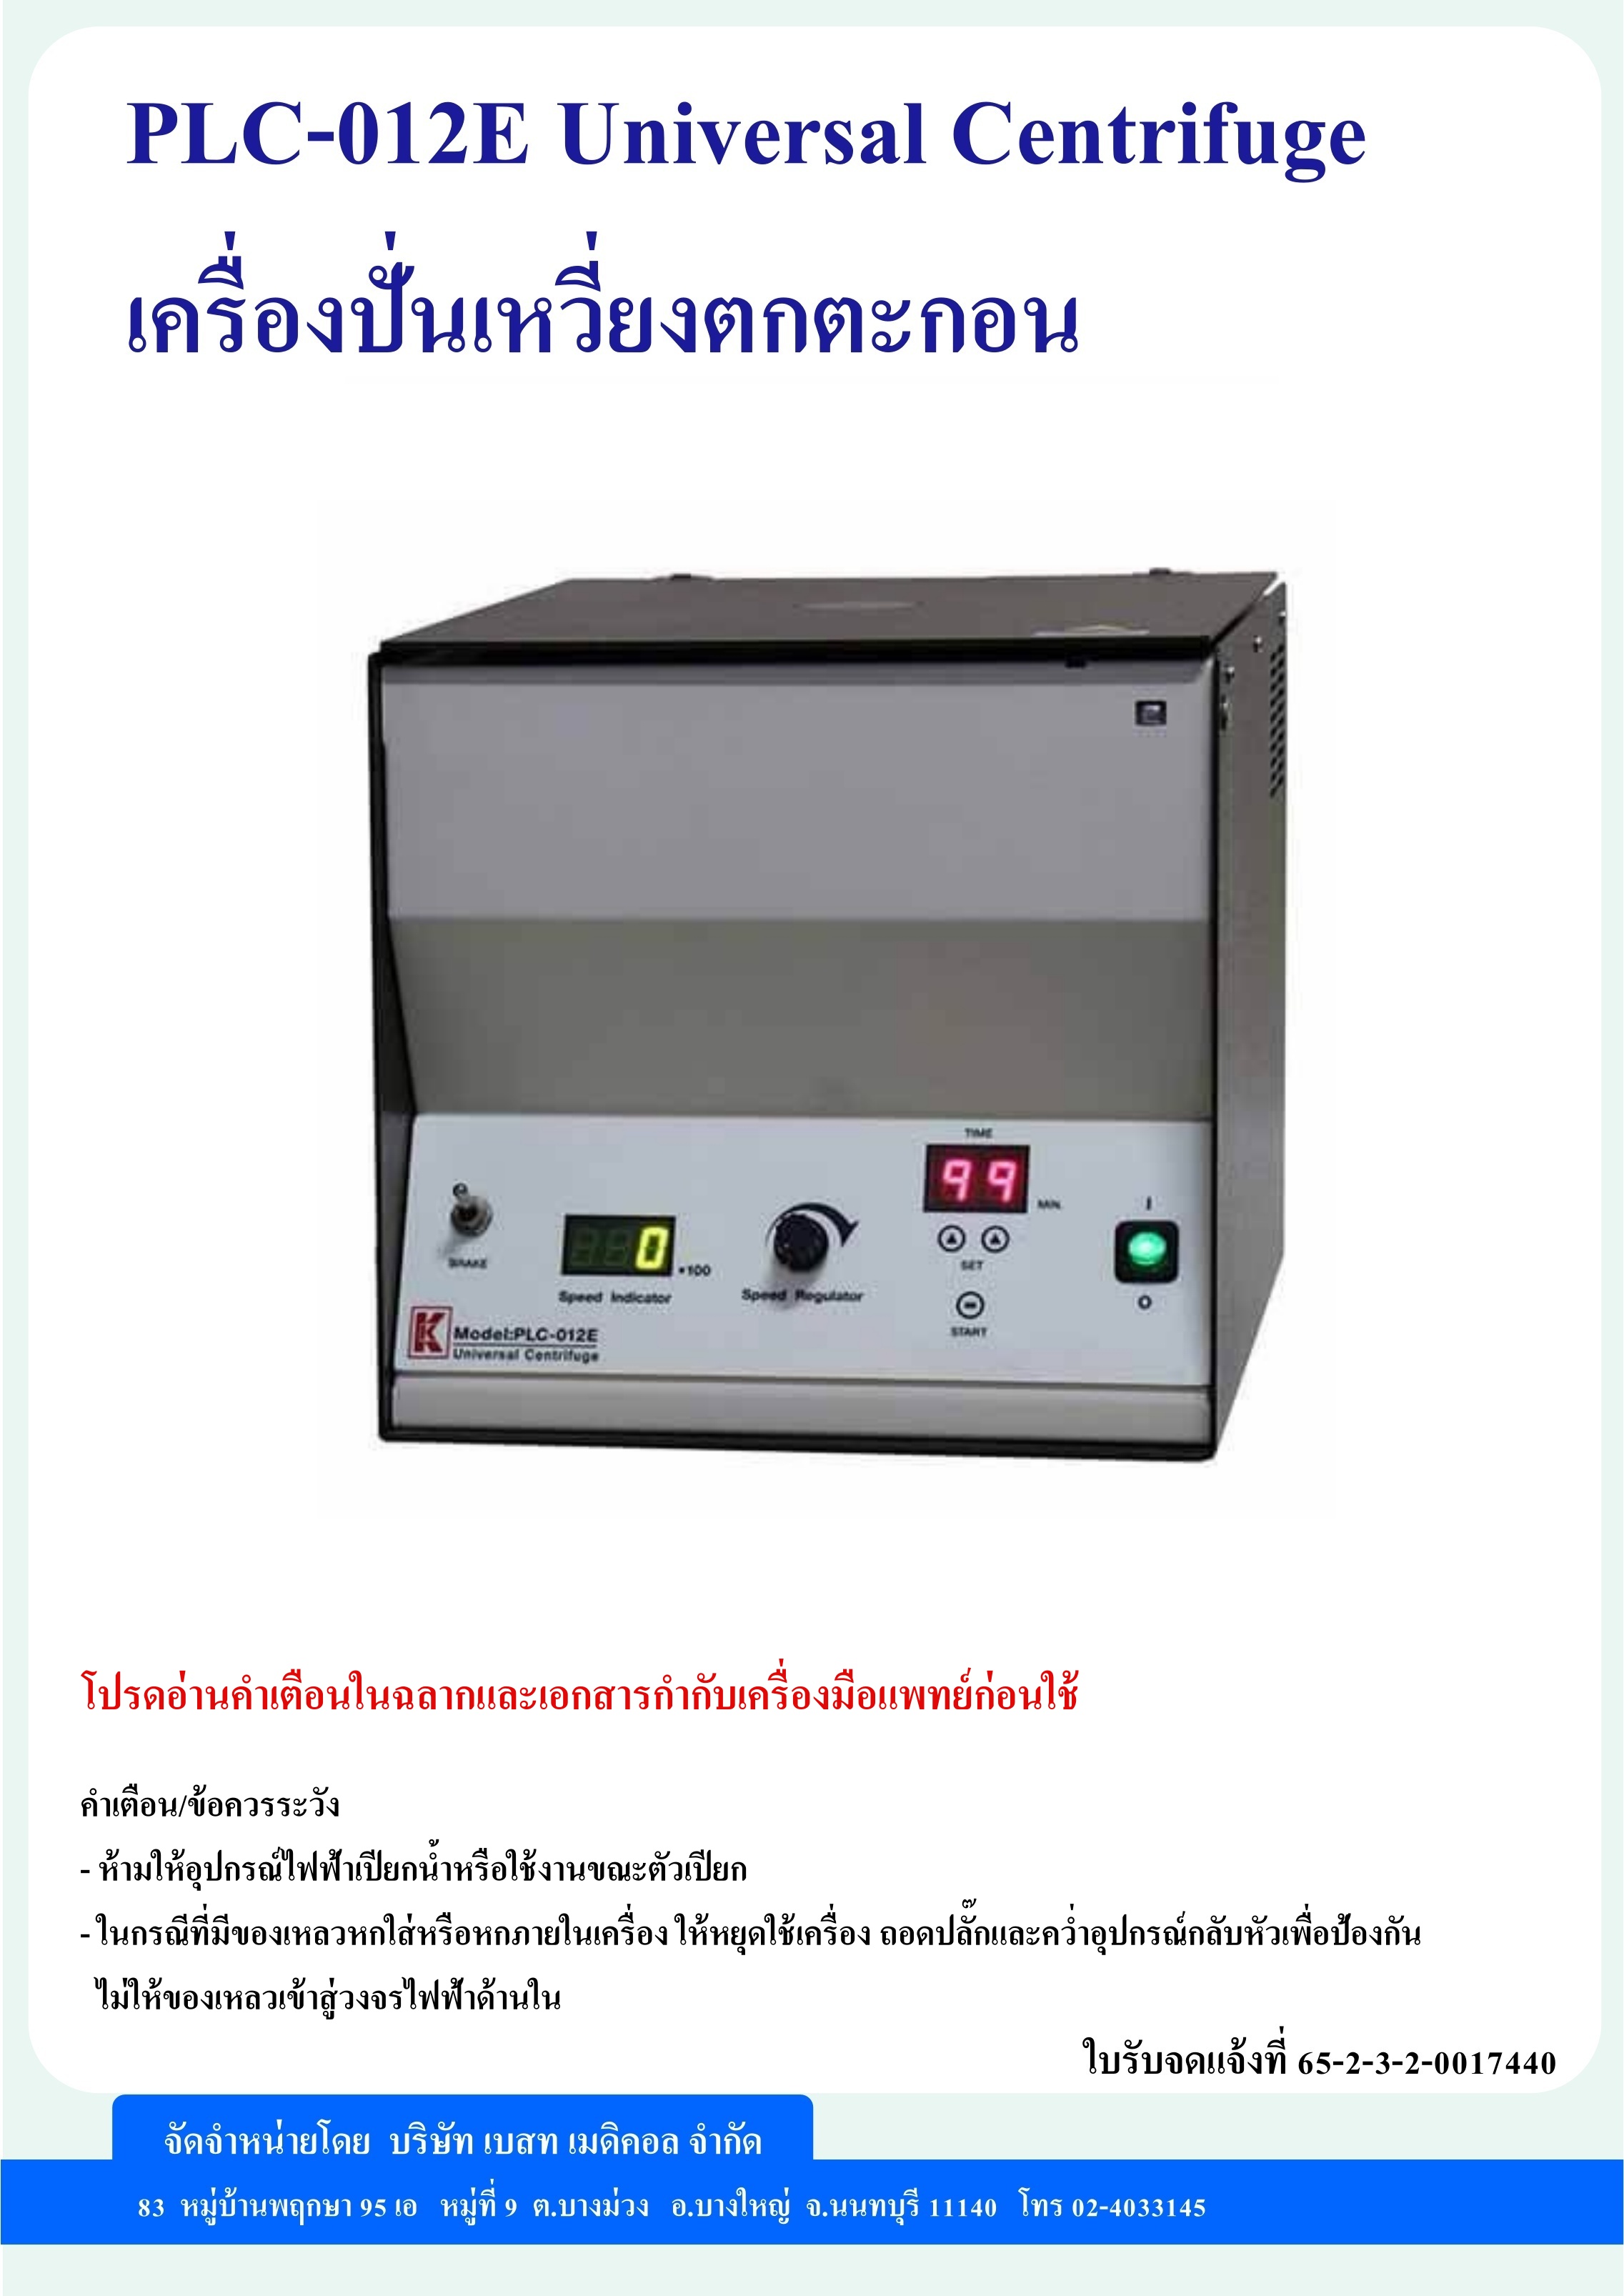 PLC-012E Universal Centrifuge
เครื่องปั่นเหวี่ยงตกตะกอน
TIME
99
MIN.
I
BRAKE
0
*100
SET
Speed Indicator
Speed Regulator
O
START
K
Model:PLC-012E
Universal Centrifuge
โปรดอ่านคำเตือนในฉลากและเอกสารกำกับเครื่องมือแพทย์ก่อนใช้
คำเตือน/ข้อควรระวัง
- ห้ามให้อุปกรณ์ไฟฟ้าเปียกน้ำหรือใช้งานขณะตัวเปียก
- ในกรณีที่มีของเหลวหกใส่หรือหกภายในเครื่อง ให้หยุดใช้เครื่อง ถอดปลั๊กและคว่ำอุปกรณ์กลับหัวเพื่อป้องกัน
ไม่ให้ของเหลวเข้าสู่วงจรไฟฟ้าด้านใน
ใบรับจดแจ้งที่ 65-2-3-2-0017440
จัดจำหน่ายโดย บริษัท เบสท เมดิคอล จำกัด
83 หมู่บ้านพฤกษา 95 เอ หมู่ที่ 9 ต.บางม่วง อ.บางใหญ่ จ.นนทบุรี 11140 โทร 02-4033145